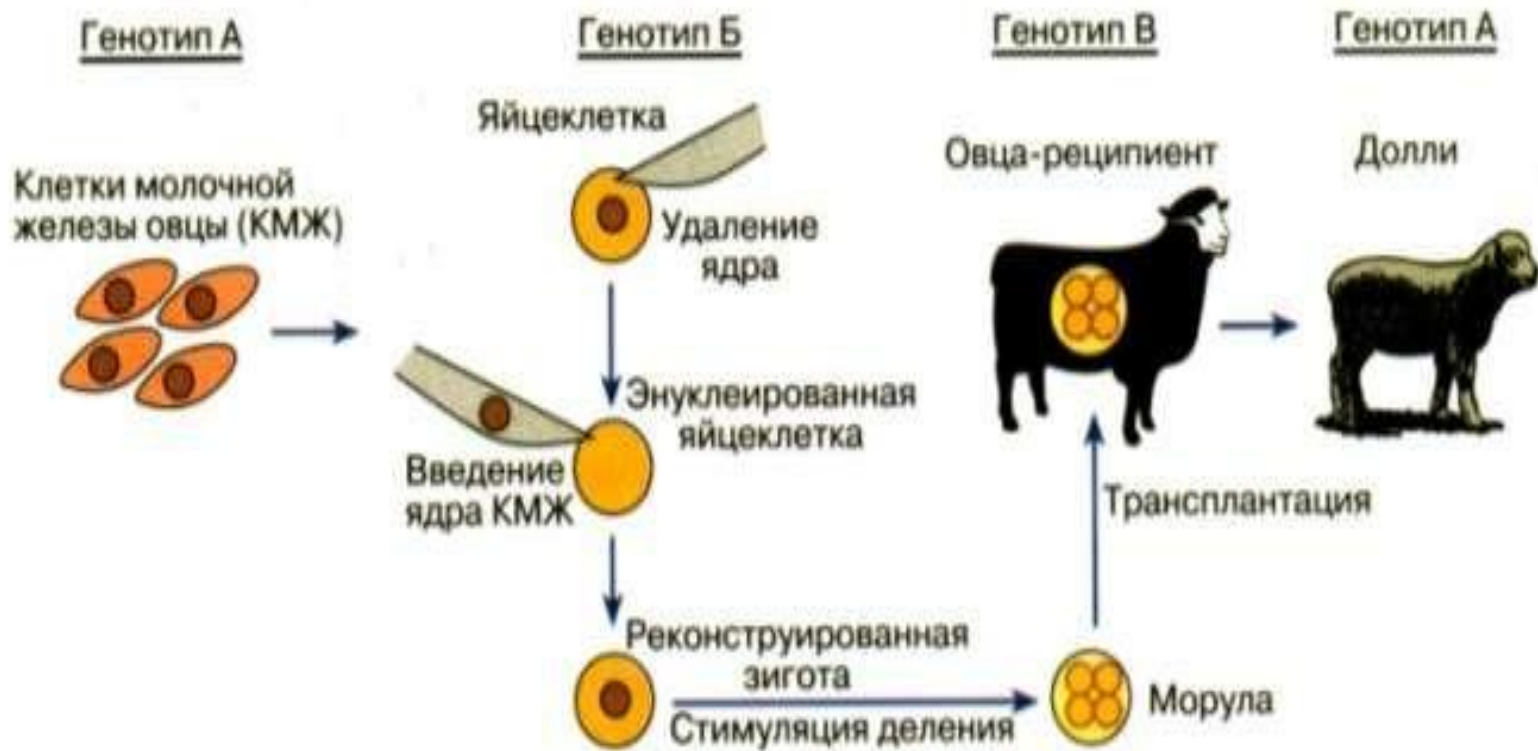 Генотип А
Генотип Б
Генотип В
Генотип А
Клетки молочной
железы овцы (КМЖ)
Яйцеклетка
Удаление
ядра
Энуклеированная
яйцеклетка
Введение
ядра КМЖ
Реконструированная
зигота
Стимуляция деления
Морула
Трансплантация
Овца-реципиент
Долли